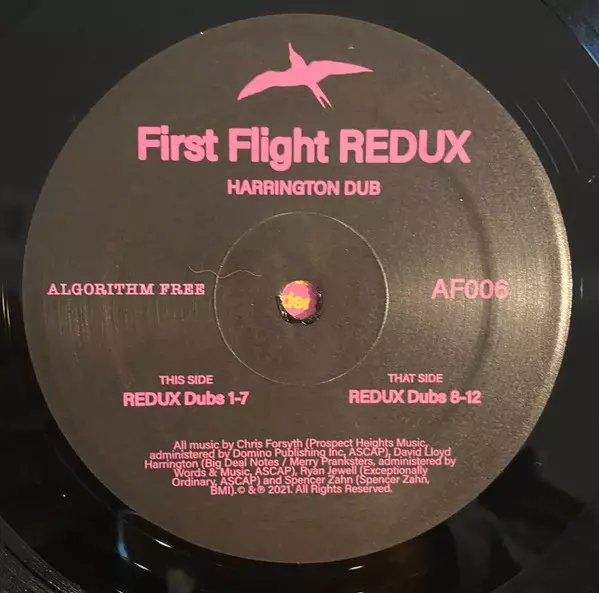 First Flight REDUX
HARRINGTON DUB
ALGORITHM FREE
AF006
THIS SIDE
REDUX Dubs 1-7
THAT SIDE
REDUX Dubs 8-12
All music by Chris Forsyth (Prospect Heights Music,
administered by Domino Publishing Inc, ASCAP), David Lloyd
Harrington (Big Deal Notes / Merry Pranksters, administered by
Words & Music, ASCAP), Ryan Jewell (Exceptionally
Ordinary, ASCAP) and Spencer Zahn (Spencer Zahn,
BMI).© &℗ 2021. All Rights Reserved.